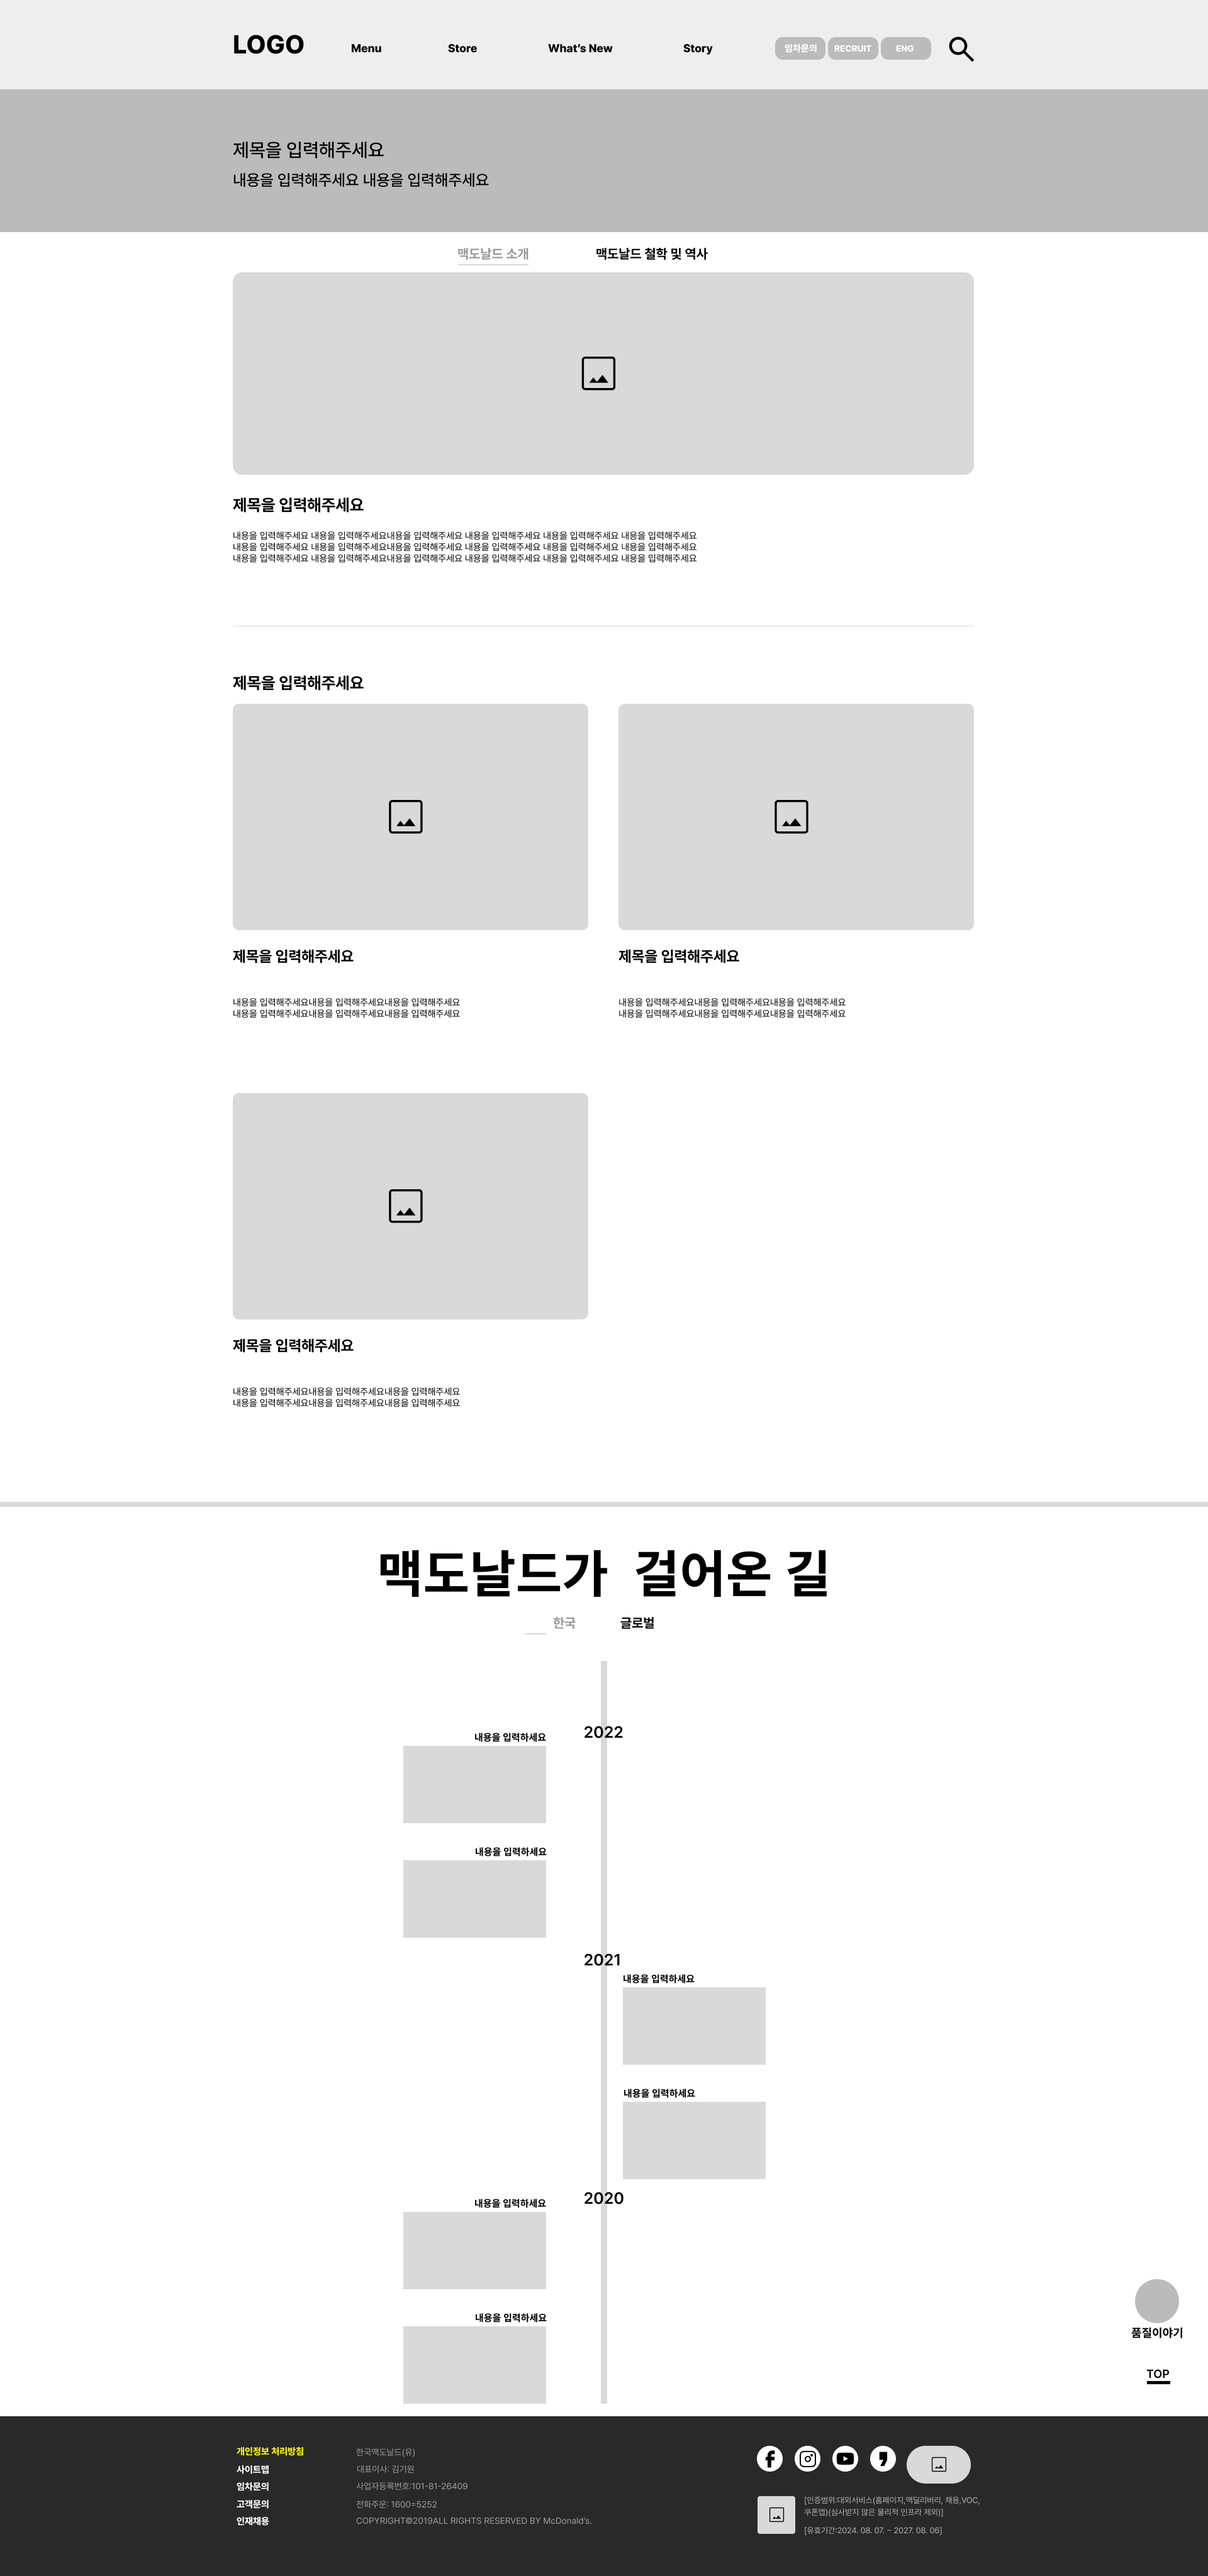 LOGO
Menu
Store
What's New
Story
임차문의
RECRUIT
ENG
제목을 입력해주세요
내용을 입력해주세요 내용을 입력해주세요
맥도날드 소개
맥도날드 철학 및 역사
제목을 입력해주세요
내용을 입력해주세요 내용을 입력해주세요내용을 입력해주세요 내용을 입력해주세요 내용을 입력해주세요 내용을 입력해주세요
내용을 입력해주세요 내용을 입력해주세요내용을 입력해주세요 내용을 입력해주세요 내용을 입력해주세요 내용을 입력해주세요
내용을 입력해주세요 내용을 입력해주세요내용을 입력해주세요 내용을 입력해주세요 내용을 입력해주세요 내용을 입력해주세요
제목을 입력해주세요
제목을 입력해주세요
내용을 입력해주세요내용을 입력해주세요내용을 입력해주세요
내용을 입력해주세요내용을 입력해주세요내용을 입력해주세요
제목을 입력해주세요
내용을 입력해주세요내용을 입력해주세요내용을 입력해주세요
내용을 입력해주세요내용을 입력해주세요내용을 입력해주세요
제목을 입력해주세요
내용을 입력해주세요내용을 입력해주세요내용을 입력해주세요
내용을 입력해주세요내용을 입력해주세요내용을 입력해주세요
맥도날드가 걸어온 길
한국
글로벌
2022
내용을 입력하세요
내용을 입력하세요
2021
내용을 입력하세요
내용을 입력하세요
2020
내용을 입력하세요
내용을 입력하세요
품질이야기
TOP
개인정보 처리방침
사이트맵
임차문의
고객문의
인재채용
한국맥도날드(유)
대표이사: 김기원
사업자등록번호:101-81-26409
전화주문: 1600=5252
COPYRIGHT©2019ALL RIGHTS RESERVED BY McDonald's.
[인증범위:대외서비스(홈페이지,맥딜리버리, 채용,VOC,
쿠폰앱)(심사받지 않은 물리적 인프라 제외)]
[유효기간:2024. 08. 07. ~ 2027. 08. 06]